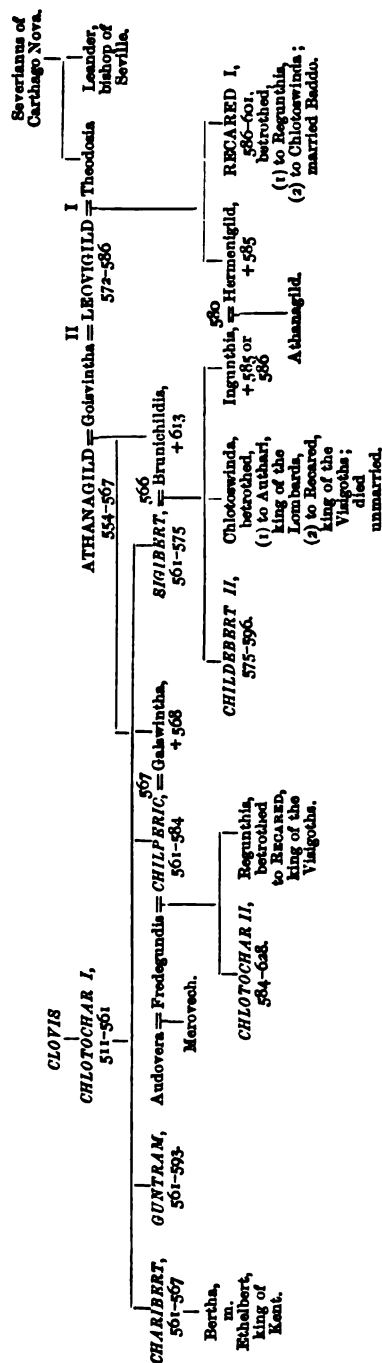 CLOVIS
CHLOTOCHAR I,
511–561
Severianus of
Carthago Nova.
ATHANAGILD = Goisvintha = LEOVIGILD = Theodosia
II
I
554–567
572–586
Leander,
bishop of
Seville.
CHARIBERT,
561–567
GUNTRAM,
561–593.
Audovera = Fredegundis = CHILPERIC, = Galswintha,
567
561–584
+ 568
SIGIBERT, = Brunichildis,
566
561–575
+ 613
Bertha,
m.
Ethelbert,
king of
Kent.
Merovech.
CHLOTOCHAR II,
584–628.
Regunthis,
betrothed
to RECARED,
king of the
Visigoths.
CHILDEBERT II,
575–596.
Chlotoswinda,
betrothed,
(1) to Authari,
king of the
Lombards,
(2) to Recared,
king of the
Visigoths;
died
unmarried.
580
Ingunthis, = Hermenigild,
+ 585 or
586
+ 585
Athanagild.
RECARED I,
586–601.
betrothed,
(1) to Regunthis,
(2) to Chlotoswinda;
married Baddo.